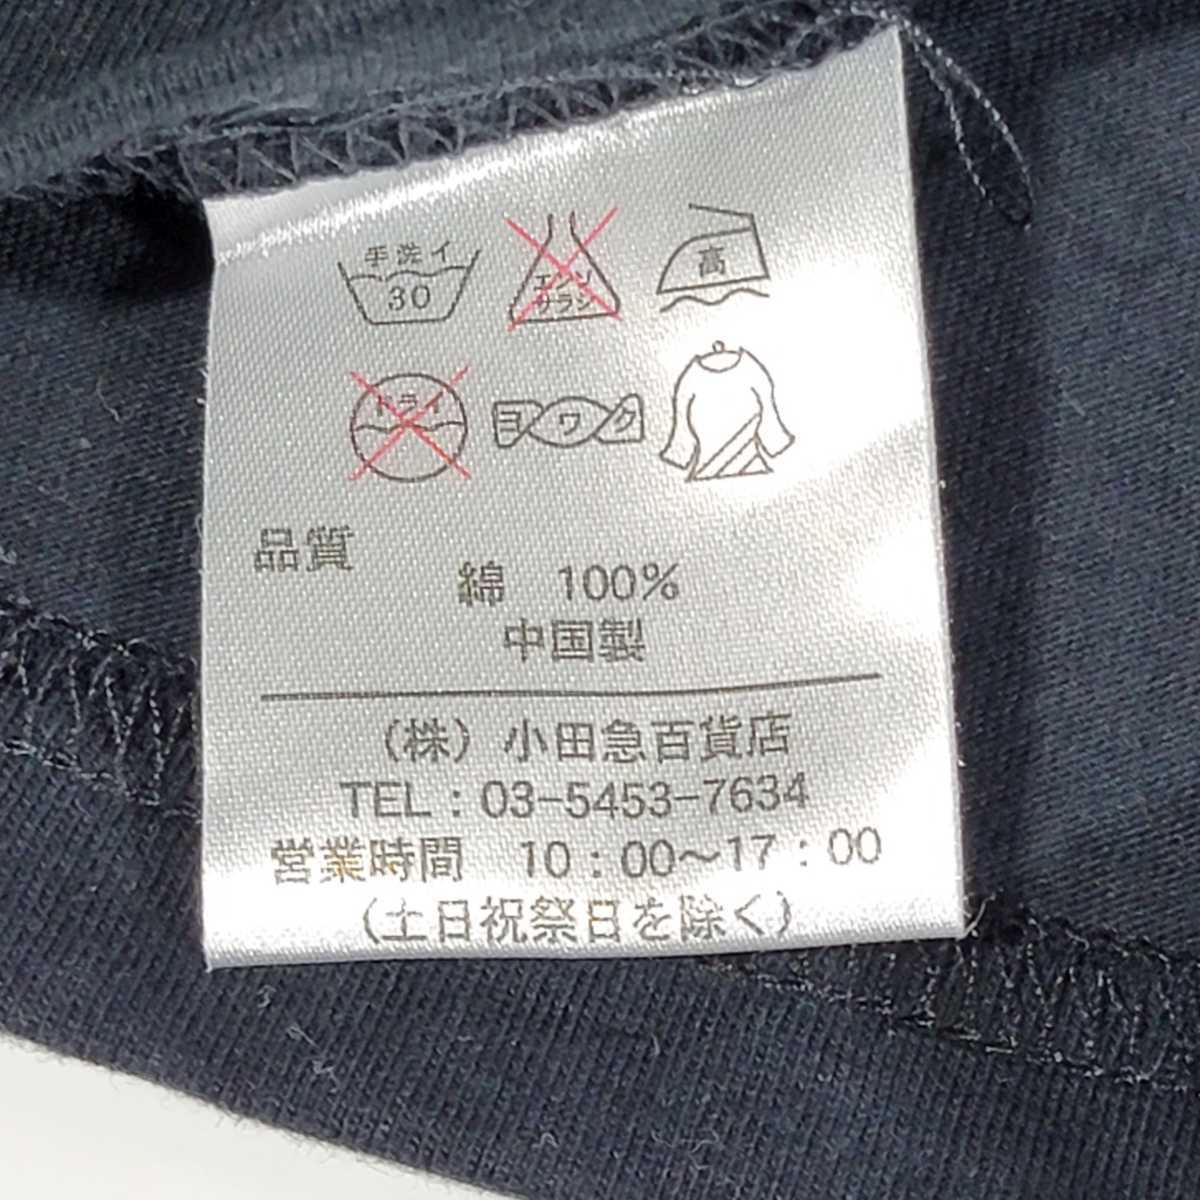 手洗イ
30
エンソ
サラシ
高
ドライ
ヨワク
品質
綿 100%
中国製
(株) 小田急百貨店
TEL : 03-5453-7634
営業時間 10 : 00〜17 : 00
(土日祝祭日を除く)